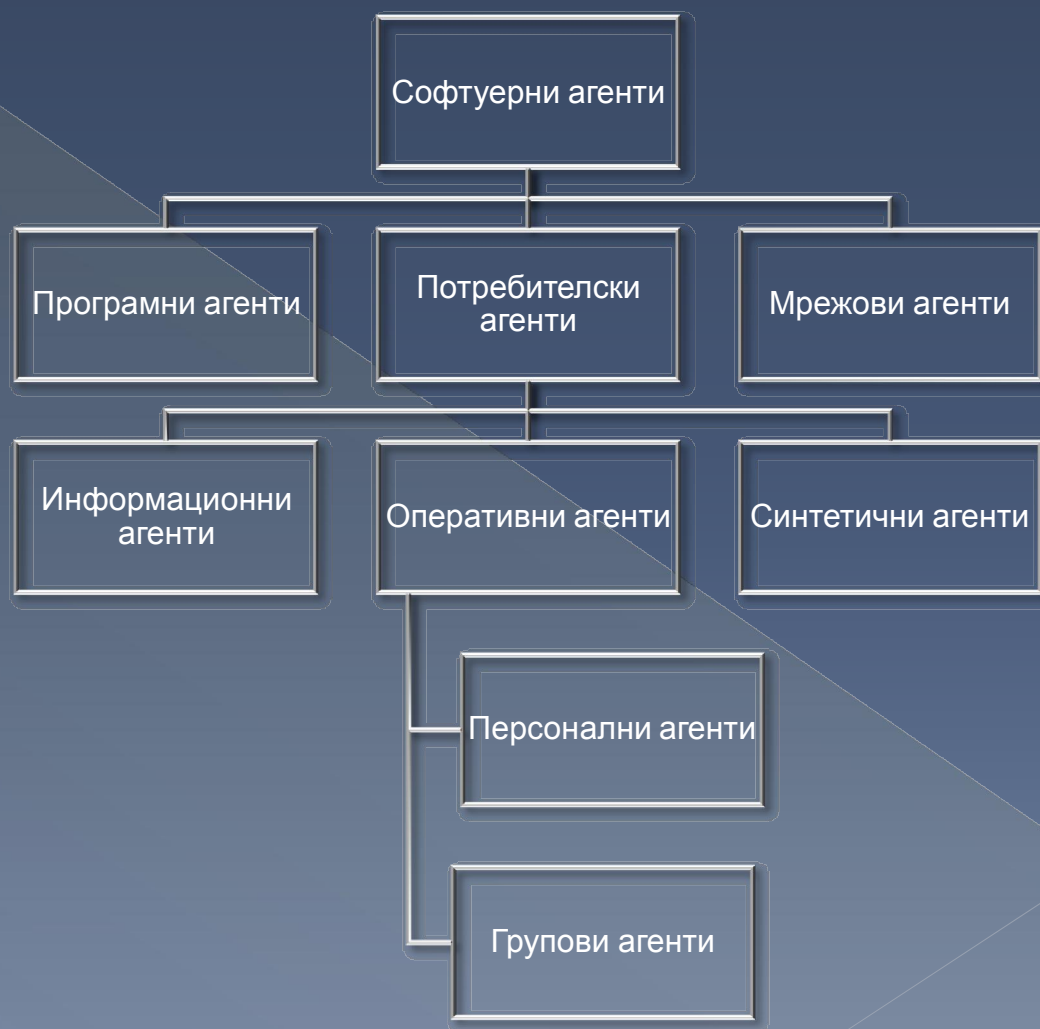 Софтуерни агенти
Програмни агенти
Потребителски
агенти
Мрежови агенти
Информационни
агенти
Оперативни агенти
Синтетични агенти
Персонални агенти
Групови агенти